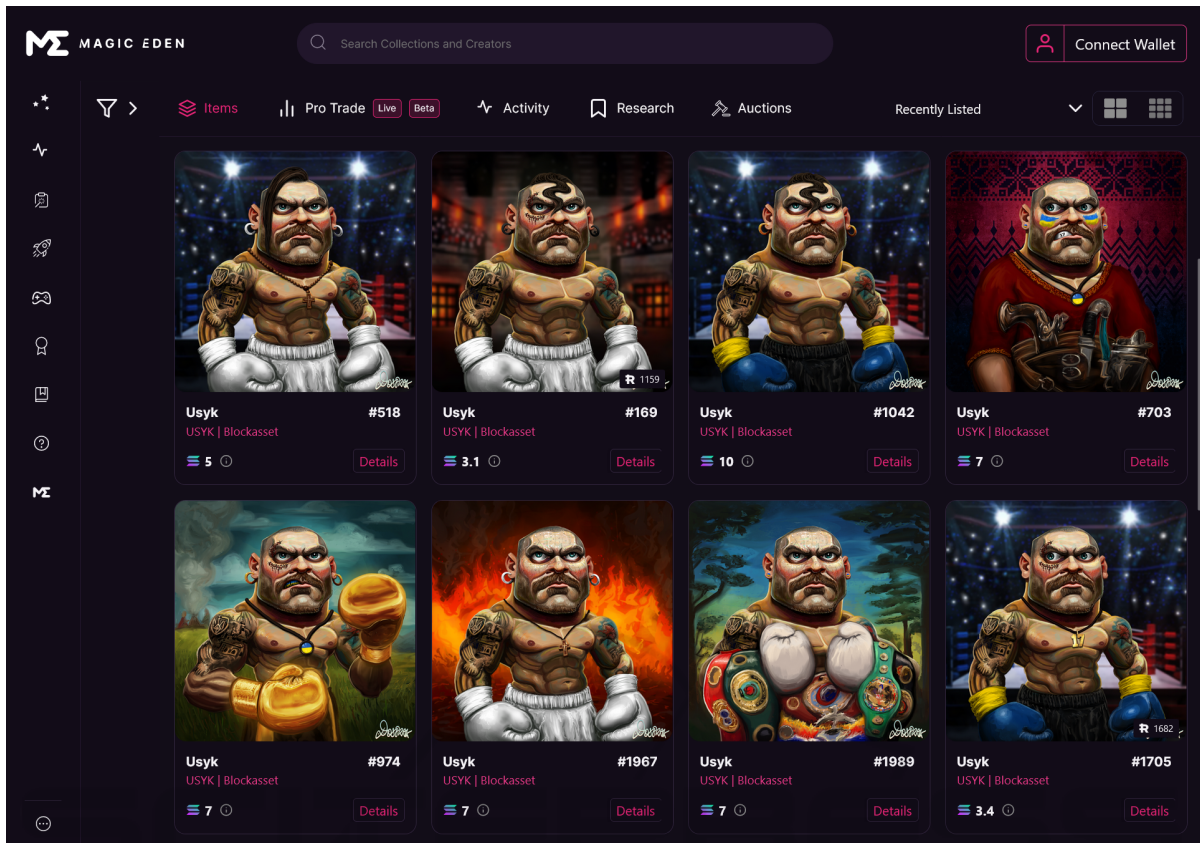 MAGIC EDEN
Search Collections and Creators
Connect Wallet
Items
Pro Trade Live Beta
Activity
Research
Auctions
Recently Listed
1159
Usyk #518
USYK | Blockasset
5 Details
Usyk #169
USYK | Blockasset
3.1 Details
Usyk #1042
USYK | Blockasset
10 Details
Usyk #703
USYK | Blockasset
7 Details
1682
Usyk #974
USYK | Blockasset
7 Details
Usyk #1967
USYK | Blockasset
7 Details
Usyk #1989
USYK | Blockasset
7 Details
Usyk #1705
USYK | Blockasset
3.4 Details